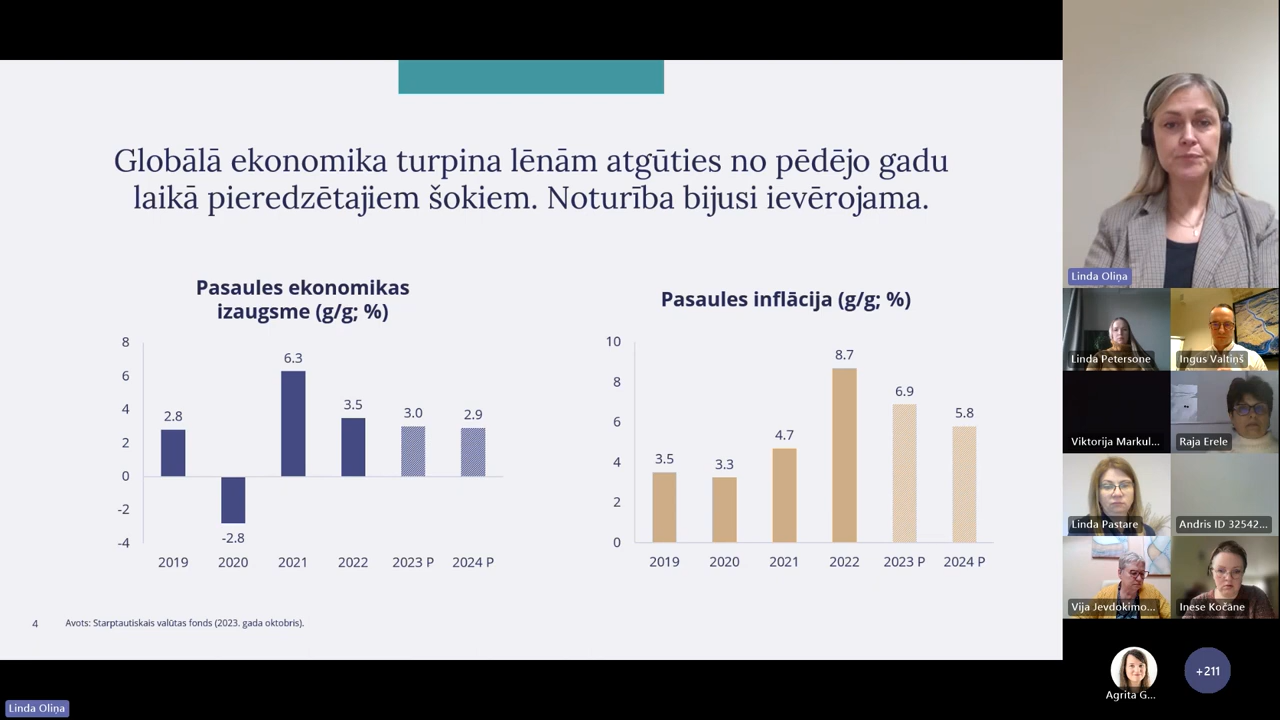 Globālā ekonomika turpina lēnām atgūties no pēdējo gadu
laikā pieredzētajiem šokiem. Noturība bijusi ievērojama.
Pasaules ekonomikas
izaugsme (g/g; %)
8
6
4
2
0
-2
-4
2.8
-2.8
6.3
3.5
3.0
2.9
2019
2020
2021
2022
2023 P
2024 P
Pasaules inflācija (g/g; %)
10
8
6
4
2
0
3.5
3.3
4.7
8.7
6.9
5.8
2019
2020
2021
2022
2023 P
2024 P
4
Avots: Starptautiskais valūtas fonds (2023. gada oktobris).
Linda Oliņa
Linda Oliņa
Linda Petersone
Ingus Valtiņš
Viktorija Markul...
Raja Erele
Linda Pastare
Andris ID 32542...
Vija Jevdokimo...
Inese Kočāne
Agrita G...
+211